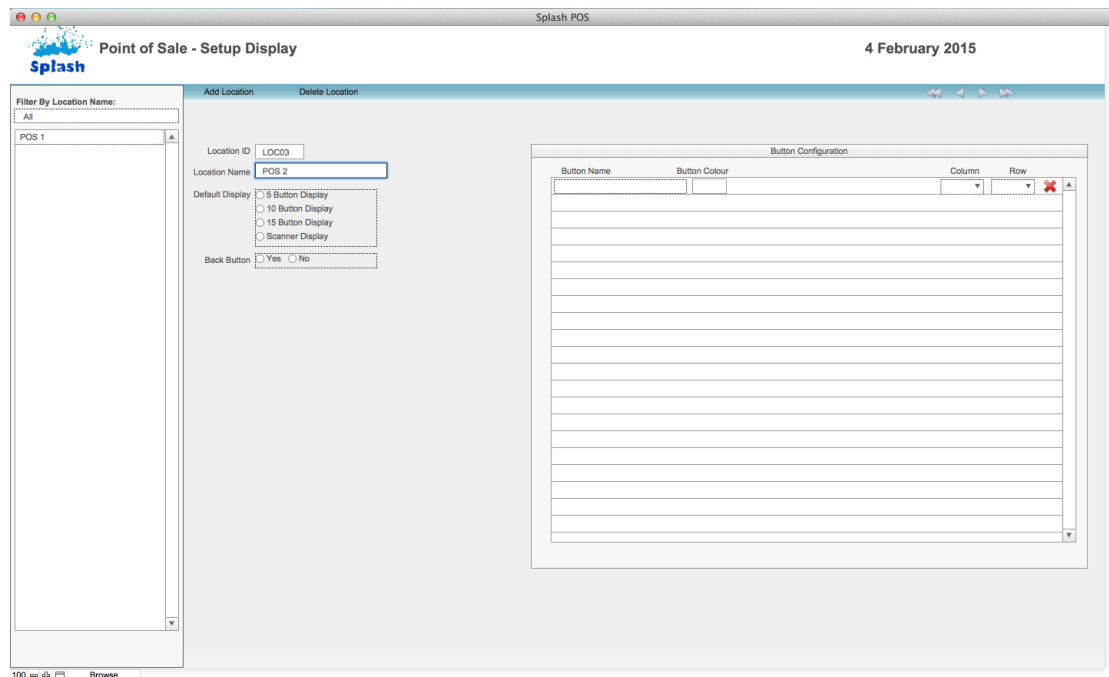 Splash POS
Splash
Point of Sale - Setup Display
4 February 2015
Add Location Delete Location
Filter By Location Name:
All
POS 1
Location ID LOC03
Location Name POS 2
Default Display 5 Button Display
10 Button Display
15 Button Display
Scanner Display
Back Button Yes No
Button Configuration
Button Name Button Colour Column Row
100 Browse